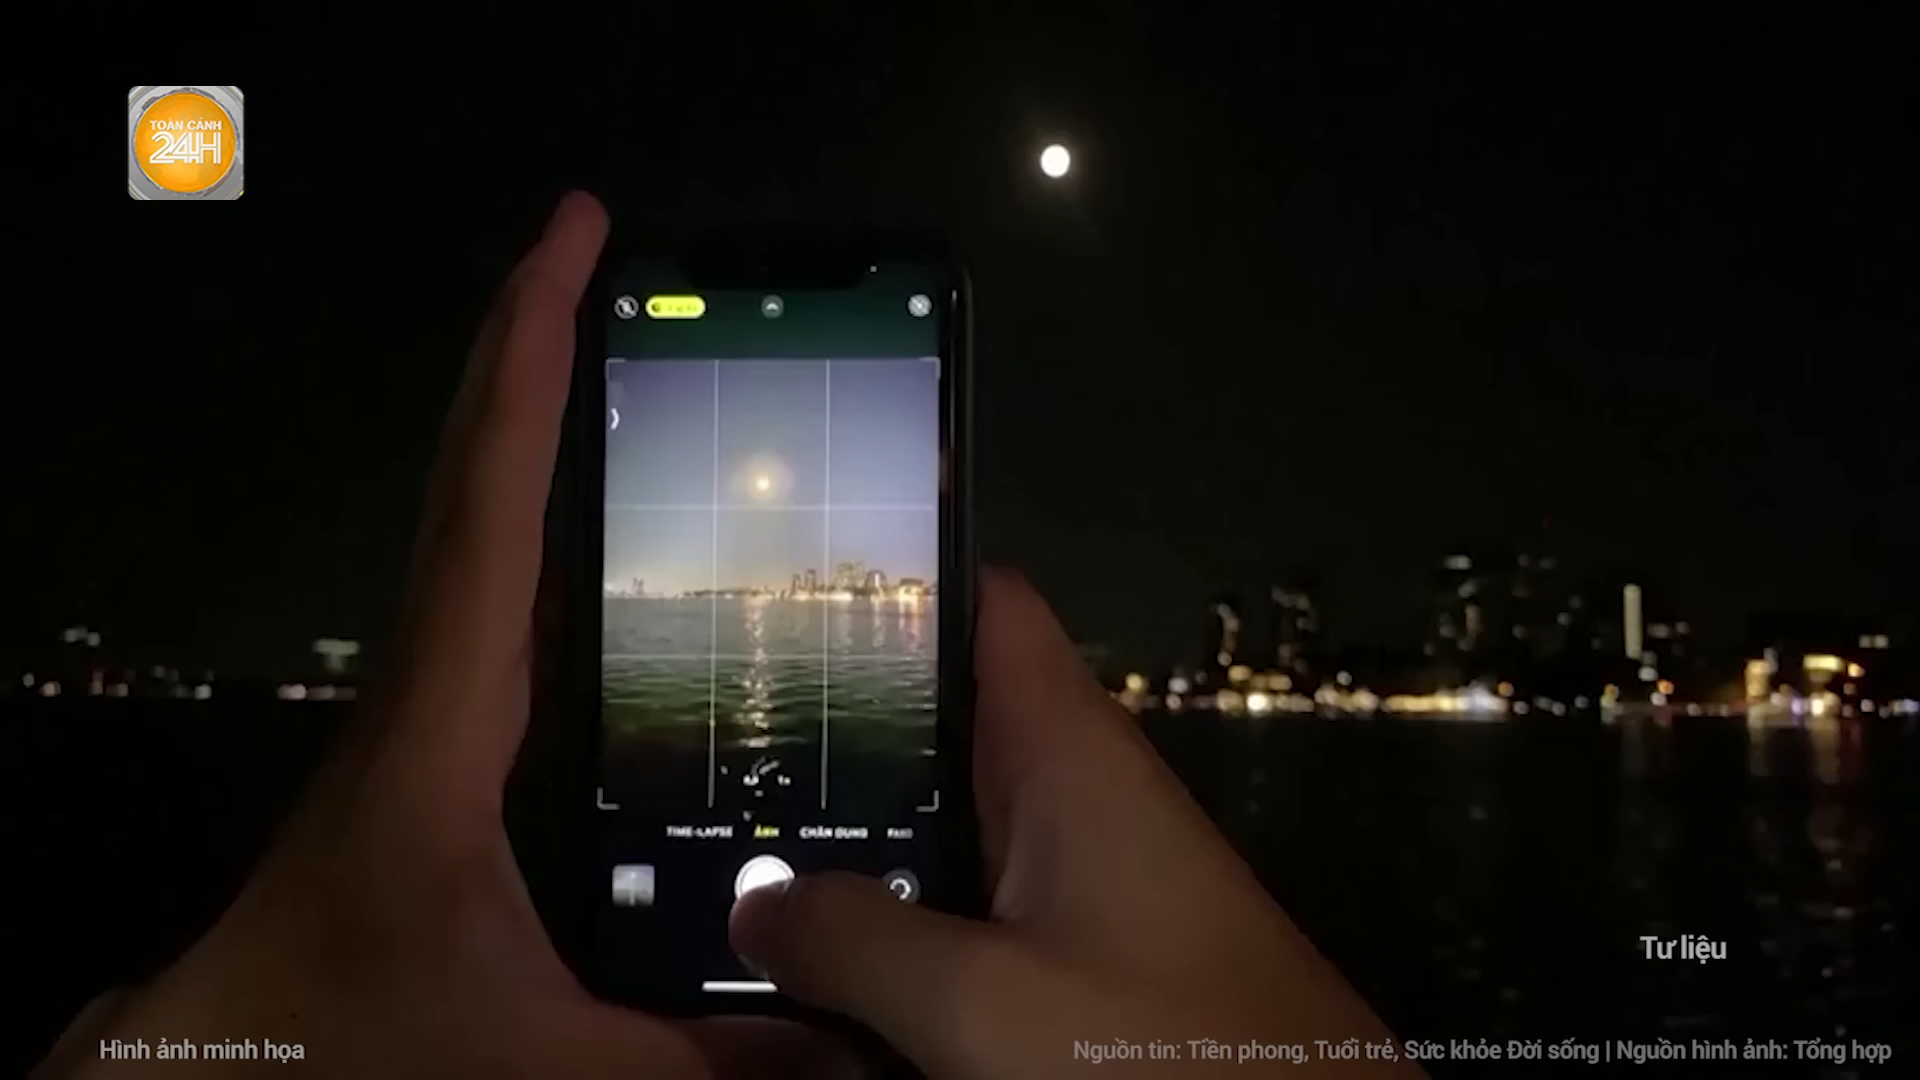 TOÀN CẢNH
24H
TIME-LAPSE ẢNH CHÂN DUNG PANO
Tư liệu
Hình ảnh minh họa
Nguồn tin: Tiền phong, Tuổi trẻ, Sức khỏe Đời sống | Nguồn hình ảnh: Tổng hợp